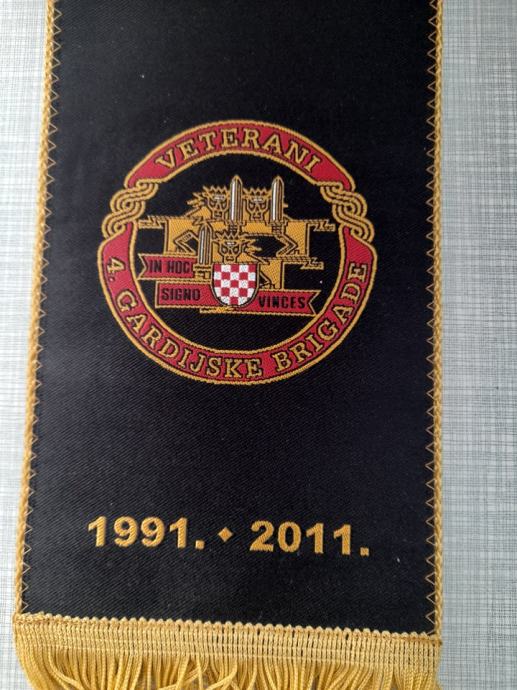 VETERANI
4. GARDIJSKE BRIGADE
IN HOC
SIGNO VINCES
1991. ⬥ 2011.